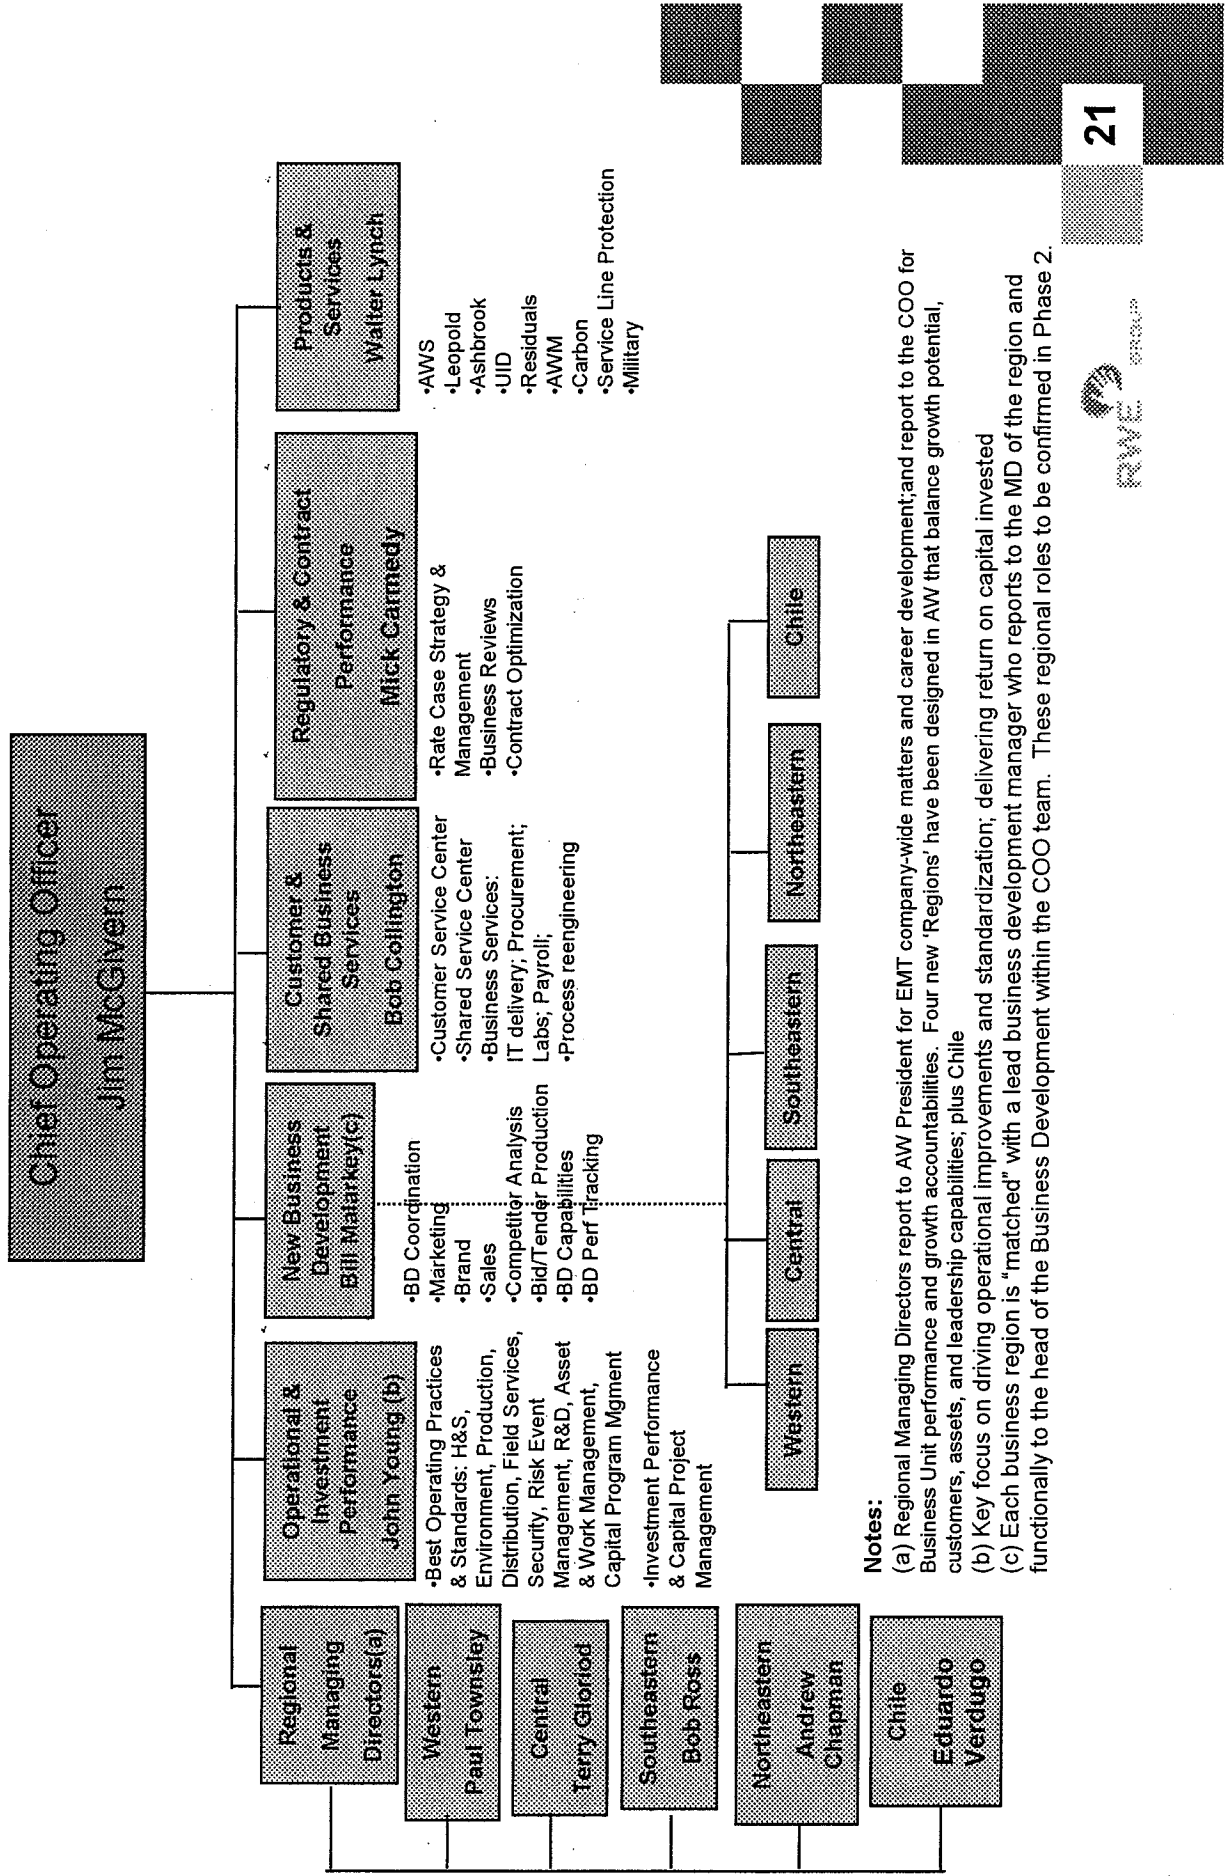 Chief Operating Officer
Jim McGivern
Regional
Managing
Directors(a)
Western
Paul Townsley
Central
Terry Gloriod
Southeastern
Bob Ross
Northeastern
Andrew
Chapman
Chile
Eduardo
Verdugo
Operational &
Investment
Performance
John Young (b)
•Best Operating Practices
& Standards: H&S,
Environment, Production,
Distribution, Field Services,
Security, Risk Event
Management, R&D, Asset
& Work Management,
Capital Program Mgment
•Investment Performance
& Capital Project
Management
New Business
Development
Bill Malarkey(c)
•BD Coordination
•Marketing
•Brand
•Sales
•Competitor Analysis
•Bid/Tender Production
•BD Capabilities
•BD Perf Tracking
Customer &
Shared Business
Services
Bob Collington
•Customer Service Center
•Shared Service Center
•Business Services:
IT delivery; Procurement;
Labs; Payroll;
•Process reengineering
Regulatory & Contract
Performance
Mick Carmedy
•Rate Case Strategy &
Management
•Business Reviews
•Contract Optimization
Products &
Services
Walter Lynch
•AWS
•Leopold
•Ashbrook
•UID
•Residuals
•AWM
•Carbon
•Service Line Protection
•Military
Western
Central
Southeastern
Northeastern
Chile
Notes:
(a) Regional Managing Directors report to AW President for EMT company-wide matters and career development;and report to the COO for
Business Unit performance and growth accountabilities. Four new 'Regions' have been designed in AW that balance growth potential,
customers, assets, and leadership capabilities; plus Chile
(b) Key focus on driving operational improvements and standardization; delivering return on capital invested
(c) Each business region is "matched" with a lead business development manager who reports to the MD of the region and
functionally to the head of the Business Development within the COO team. These regional roles to be confirmed in Phase 2.
RWE GROUP
21